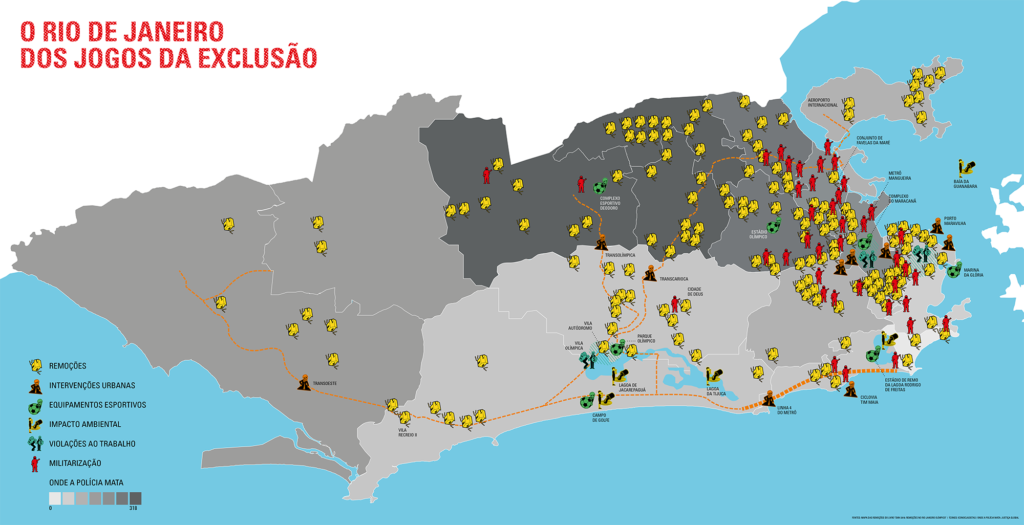 O RIO DE JANEIRO
DOS JOGOS DA EXCLUSÃO
AEROPORTO
INTERNACIONAL
CONJUNTO DE
FAVELAS DA MARÉ
METRÔ
MANGUEIRA
COMPLEXO
DO MARACANÃ
BAÍA DA
GUANABARA
PORTO
MARAVILHA
MARINA
DA GLÓRIA
COMPLEXO
ESPORTIVO
DEODORO
ESTÁDIO
OLÍMPICO
TRANSOLÍMPICA
TRANSCARIOCA
CIDADE
DE DEUS
VILA
AUTÓDROMO
PARQUE
OLÍMPICO
VILA
OLÍMPICA
LAGOA DE
JACAREPAGUÁ
LAGOA
DA TIJUCA
CAMPO
DE GOLFE
LINHA 4
DO METRÔ
CICLOVIA
TIM MAIA
ESTÁDIO DE REMO
DA LAGOA RODRIGO
DE FREITAS
TRANSOESTE
VILA
RECREIO II
REMOÇÕES
INTERVENÇÕES URBANAS
EQUIPAMENTOS ESPORTIVOS
IMPACTO AMBIENTAL
VIOLAÇÕES AO TRABALHO
MILITARIZAÇÃO
ONDE A POLÍCIA MATA
0
318